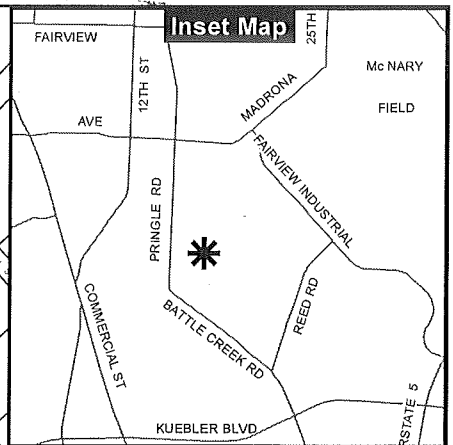 Inset Map
FAIRVIEW
12TH ST
25TH
Mc NARY
FIELD
MADRONA
AVE
FAIRVIEW INDUSTRIAL
PRINGLE RD
REED RD
COMMERCIAL ST
BATTLE CREEK RD
KUEBLER BLVD
RSTATE 5